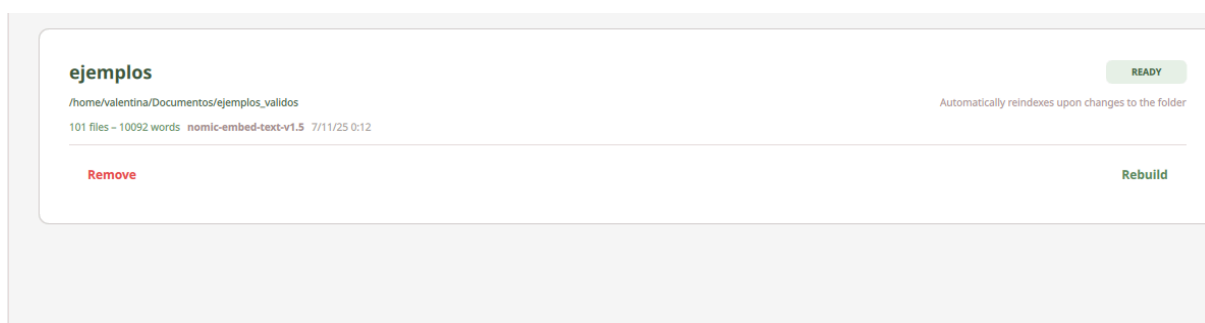 ejemplos
READY
/home/valentina/Documentos/ejemplos_validos
Automatically reindexes upon changes to the folder
101 files – 10092 words nomic-embed-text-v1.5 7/11/25 0:12
Remove
Rebuild